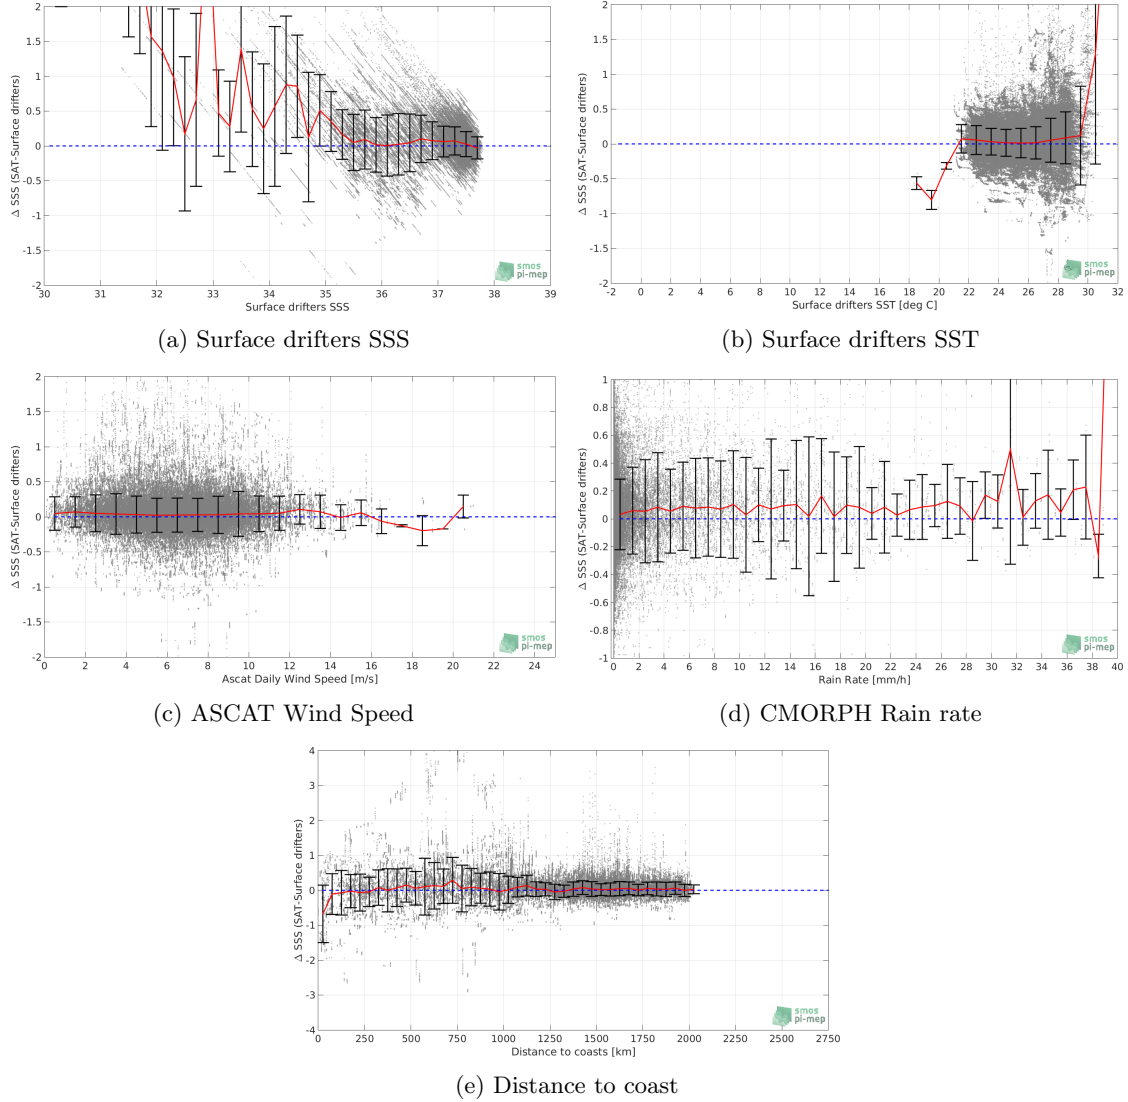 2
1.5
1
0.5
0
-0.5
-1
-1.5
-2
Δ SSS (SAT-Surface drifters)
30 31 32 33 34 35 36 37 38 39
Surface drifters SSS
smos
pi-mep
(a) Surface drifters SSS
2
1.5
1
0.5
0
-0.5
-1
-1.5
-2
Δ SSS (SAT-Surface drifters)
-2 0 2 4 6 8 10 12 14 16 18 20 22 24 26 28 30 32
Surface drifters SST [deg C]
smos
pi-mep
(b) Surface drifters SST
2
1.5
1
0.5
0
-0.5
-1
-1.5
-2
Δ SSS (SAT-Surface drifters)
0 2 4 6 8 10 12 14 16 18 20 22 24
Ascat Daily Wind Speed [m/s]
smos
pi-mep
(c) ASCAT Wind Speed
1
0.8
0.6
0.4
0.2
0
-0.2
-0.4
-0.6
-0.8
-1
Δ SSS (SAT-Surface drifters)
0 2 4 6 8 10 12 14 16 18 20 22 24 26 28 30 32 34 36 38 40
Rain Rate [mm/h]
smos
pi-mep
(d) CMORPH Rain rate
4
3
2
1
0
-1
-2
-3
-4
Δ SSS (SAT-Surface drifters)
0 250 500 750 1000 1250 1500 1750 2000 2250 2500 2750
Distance to coasts [km]
smos
pi-mep
(e) Distance to coast